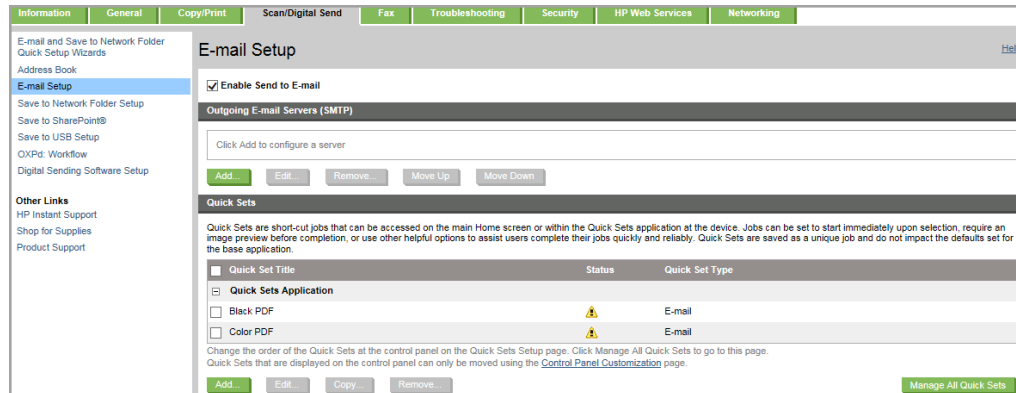 Information General Copy/Print Scan/Digital Send Fax Troubleshooting Security HP Web Services Networking
E-mail and Save to Network Folder
Quick Setup Wizards
Address Book
E-mail Setup
Save to Network Folder Setup
Save to SharePoint®
Save to USB Setup
OXPd: Workflow
Digital Sending Software Setup
Other Links
HP Instant Support
Shop for Supplies
Product Support
E-mail Setup
Hel
Enable Send to E-mail
Outgoing E-mail Servers (SMTP)
Click Add to configure a server
Add... Edit... Remove... Move Up Move Down
Quick Sets
Quick Sets are short-cut jobs that can be accessed on the main Home screen or within the Quick Sets application at the device. Jobs can be set to start immediately upon selection, require an
image preview before completion, or use other helpful options to assist users complete their jobs quickly and reliably. Quick Sets are saved as a unique job and do not impact the defaults set for
the base application.
Quick Set Title Status Quick Set Type
Quick Sets Application
Black PDF E-mail
Color PDF E-mail
Change the order of the Quick Sets at the control panel on the Quick Sets Setup page. Click Manage All Quick Sets to go to this page.
Quick Sets that are displayed on the control panel can only be moved using the Control Panel Customization page.
Add... Edit... Copy... Remove... Manage All Quick Sets